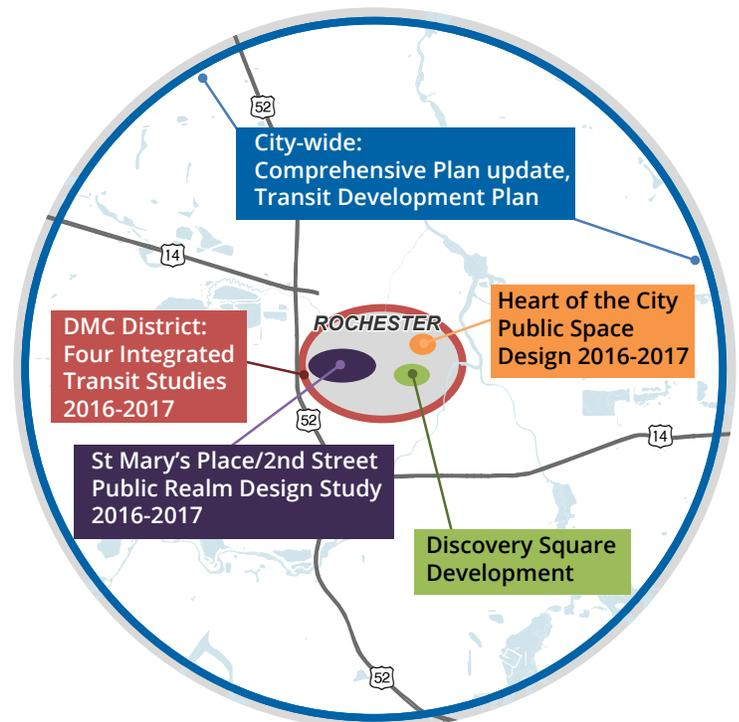 52
City-wide:
Comprehensive Plan update,
Transit Development Plan
14
Heart of the City
Public Space
Design 2016-2017
ROCHESTER
DMC District:
Four Integrated
Transit Studies
2016-2017
52
14
St Mary's Place/2nd Street
Public Realm Design Study
2016-2017
Discovery Square
Development
52